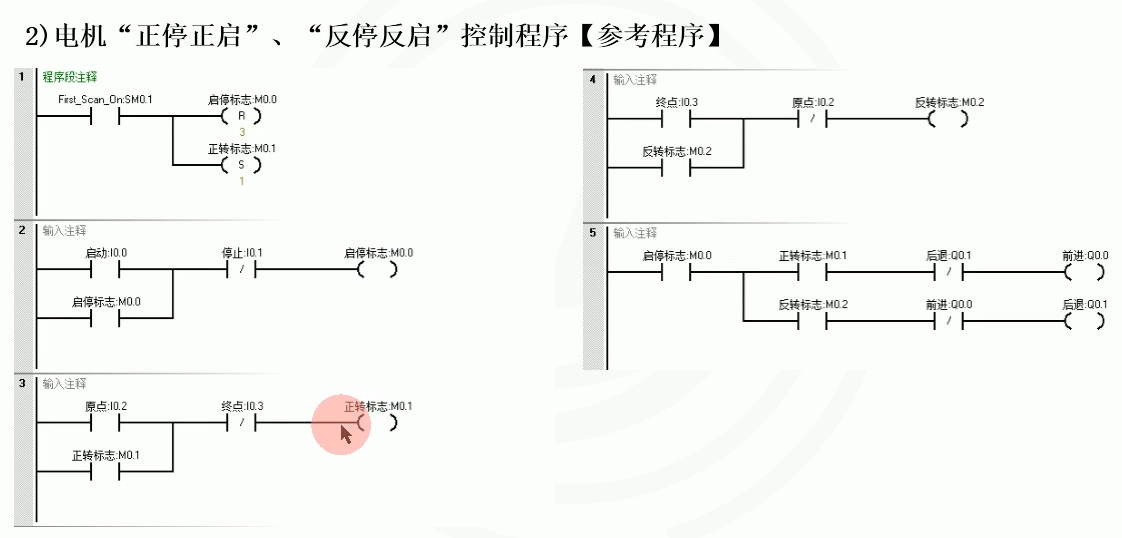 2)电机“正停正启”、“反停反启”控制程序【参考程序】
1 程序段注释
First_Scan_On:SM0.1 启停标志:M0.0
R
3
正转标志:M0.1
S
1
2 输入注释
启动:I0.0 停止:I0.1 启停标志:M0.0
/
启停标志:M0.0
3 输入注释
原点:I0.2 终点:I0.3 正转标志:M0.1
/
正转标志:M0.1
4 输入注释
终点:I0.3 原点:I0.2 反转标志:M0.2
/
反转标志:M0.2
5 输入注释
启停标志:M0.0 正转标志:M0.1 后退:Q0.1 前进:Q0.0
/
反转标志:M0.2 前进:Q0.0 后退:Q0.1
/